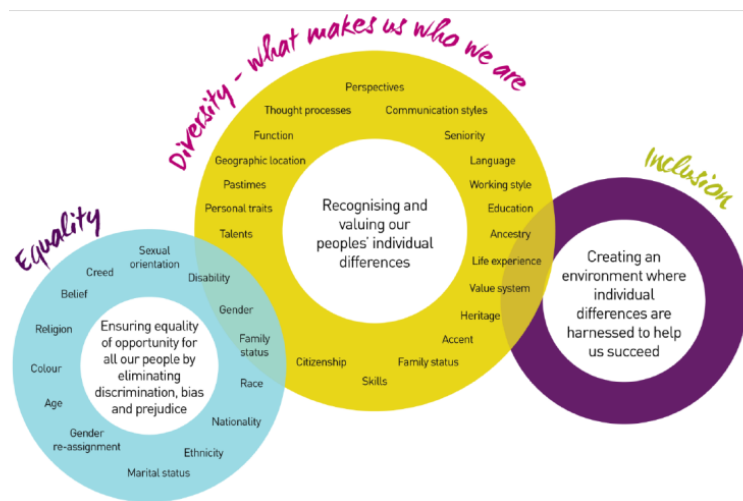 Diversity - what makes us who we are
Perspectives
Thought processes
Communication styles
Function
Seniority
Geographic location
Language
Pastimes
Working style
Personal traits
Education
Talents
Ancestry
Life experience
Value system
Heritage
Accent
Family status
Citizenship
Skills
Recognising and
valuing our
peoples' individual
differences
Equality
Sexual
orientation
Creed
Disability
Belief
Gender
Religion
Family
status
Colour
Race
Age
Nationality
Gender
re-assignment
Ethnicity
Marital status
Ensuring equality
of opportunity for
all our people by
eliminating
discrimination, bias
and prejudice
Inclusion
Creating an
environment where
individual
differences are
harnessed to help
us succeed